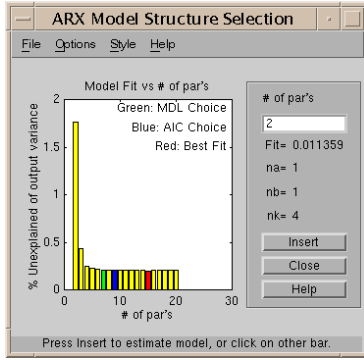 ARX Model Structure Selection
File Options Style Help
Model Fit vs # of par's
Green: MDL Choice
Blue: AIC Choice
Red: Best Fit
% Unexplained of output variance
2
1.5
1
0.5
0
0 10 20 30
# of par's
# of par's
2
Fit= 0.011359
na= 1
nb= 1
nk= 4
Insert
Close
Help
Press Insert to estimate model, or click on other bar.